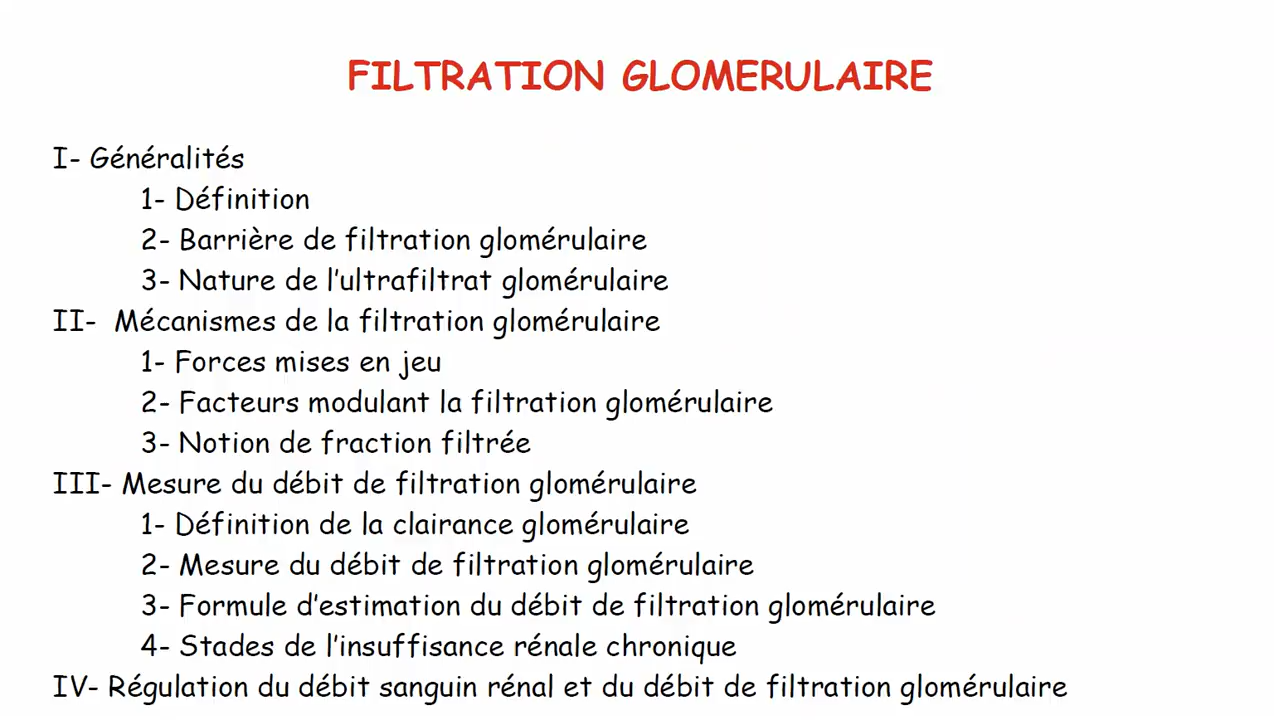 FILTRATION GLOMERULAIRE
I- Généralités
1- Définition
2- Barrière de filtration glomérulaire
3- Nature de l'ultrafiltrat glomérulaire
II- Mécanismes de la filtration glomérulaire
1- Forces mises en jeu
2- Facteurs modulant la filtration glomérulaire
3- Notion de fraction filtrée
III- Mesure du débit de filtration glomérulaire
1- Définition de la clairance glomérulaire
2- Mesure du débit de filtration glomérulaire
3- Formule d'estimation du débit de filtration glomérulaire
4- Stades de l'insuffisance rénale chronique
IV- Régulation du débit sanguin rénal et du débit de filtration glomérulaire